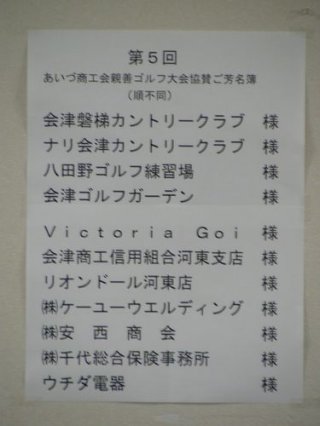 第５回
あいづ商工会親善ゴルフ大会協賛ご芳名簿
（順不同）
会津磐梯カントリークラブ　様
ナリ会津カントリークラブ　様
八田野ゴルフ練習場　様
会津ゴルフガーデン　様
Ｖｉｃｔｏｒｉａ　Ｇｏｉ　様
会津商工信用組合河東支店　様
リオンドール河東店　様
㈱ケーユーウエルディング　様
㈱安　西　商　会　様
㈱千代総合保険事務所　様
ウチダ電器　様